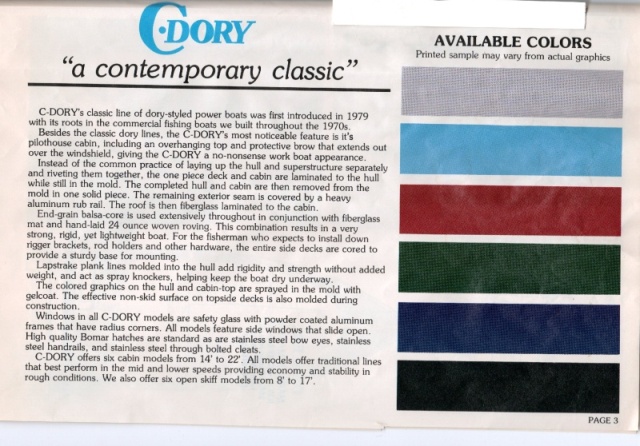 C-DORY
"a contemporary classic"
C-DORY's classic line of dory-styled power boats was first introduced in 1979
with its roots in the commercial fishing boats we built throughout the 1970s.
Besides the classic dory lines, the C-DORY's most noticeable feature is it's
pilothouse cabin, including an overhanging top and protective brow that extends out
over the windshield, giving the C-DORY a no-nonsense work boat appearance.
Instead of the common practice of laying up the hull and superstructure separately
and riveting them together, the one piece deck and cabin are laminated to the hull
while still in the mold. The completed hull and cabin are then removed from the
mold in one solid piece. The remaining exterior seam is covered by a heavy
aluminum rub rail. The roof is then fiberglass laminated to the cabin.
End-grain balsa-core is used extensively throughout in conjunction with fiberglass
mat and hand-laid 24 ounce woven roving. This combination results in a very
strong, rigid, yet lightweight boat. For the fisherman who expects to install down
rigger brackets, rod holders and other hardware, the entire side decks are cored to
provide a sturdy base for mounting.
Lapstrake plank lines molded into the hull add rigidity and strength without added
weight, and act as spray knockers, helping keep the boat dry underway.
The colored graphics on the hull and cabin-top are sprayed in the mold with
gelcoat. The effective non-skid surface on topside decks is also molded during
construction.
Windows in all C-DORY models are safety glass with powder coated aluminum
frames that have radius corners. All models feature side windows that slide open.
High quality Bomar hatches are standard as are stainless steel bow eyes, stainless
steel handrails, and stainless steel through bolted cleats.
C-DORY offers six cabin models from 14' to 22'. All models offer traditional lines
that best perform in the mid and lower speeds providing economy and stability in
rough conditions. We also offer six open skiff models from 8' to 17'.
AVAILABLE COLORS
Printed sample may vary from actual graphics
PAGE 3